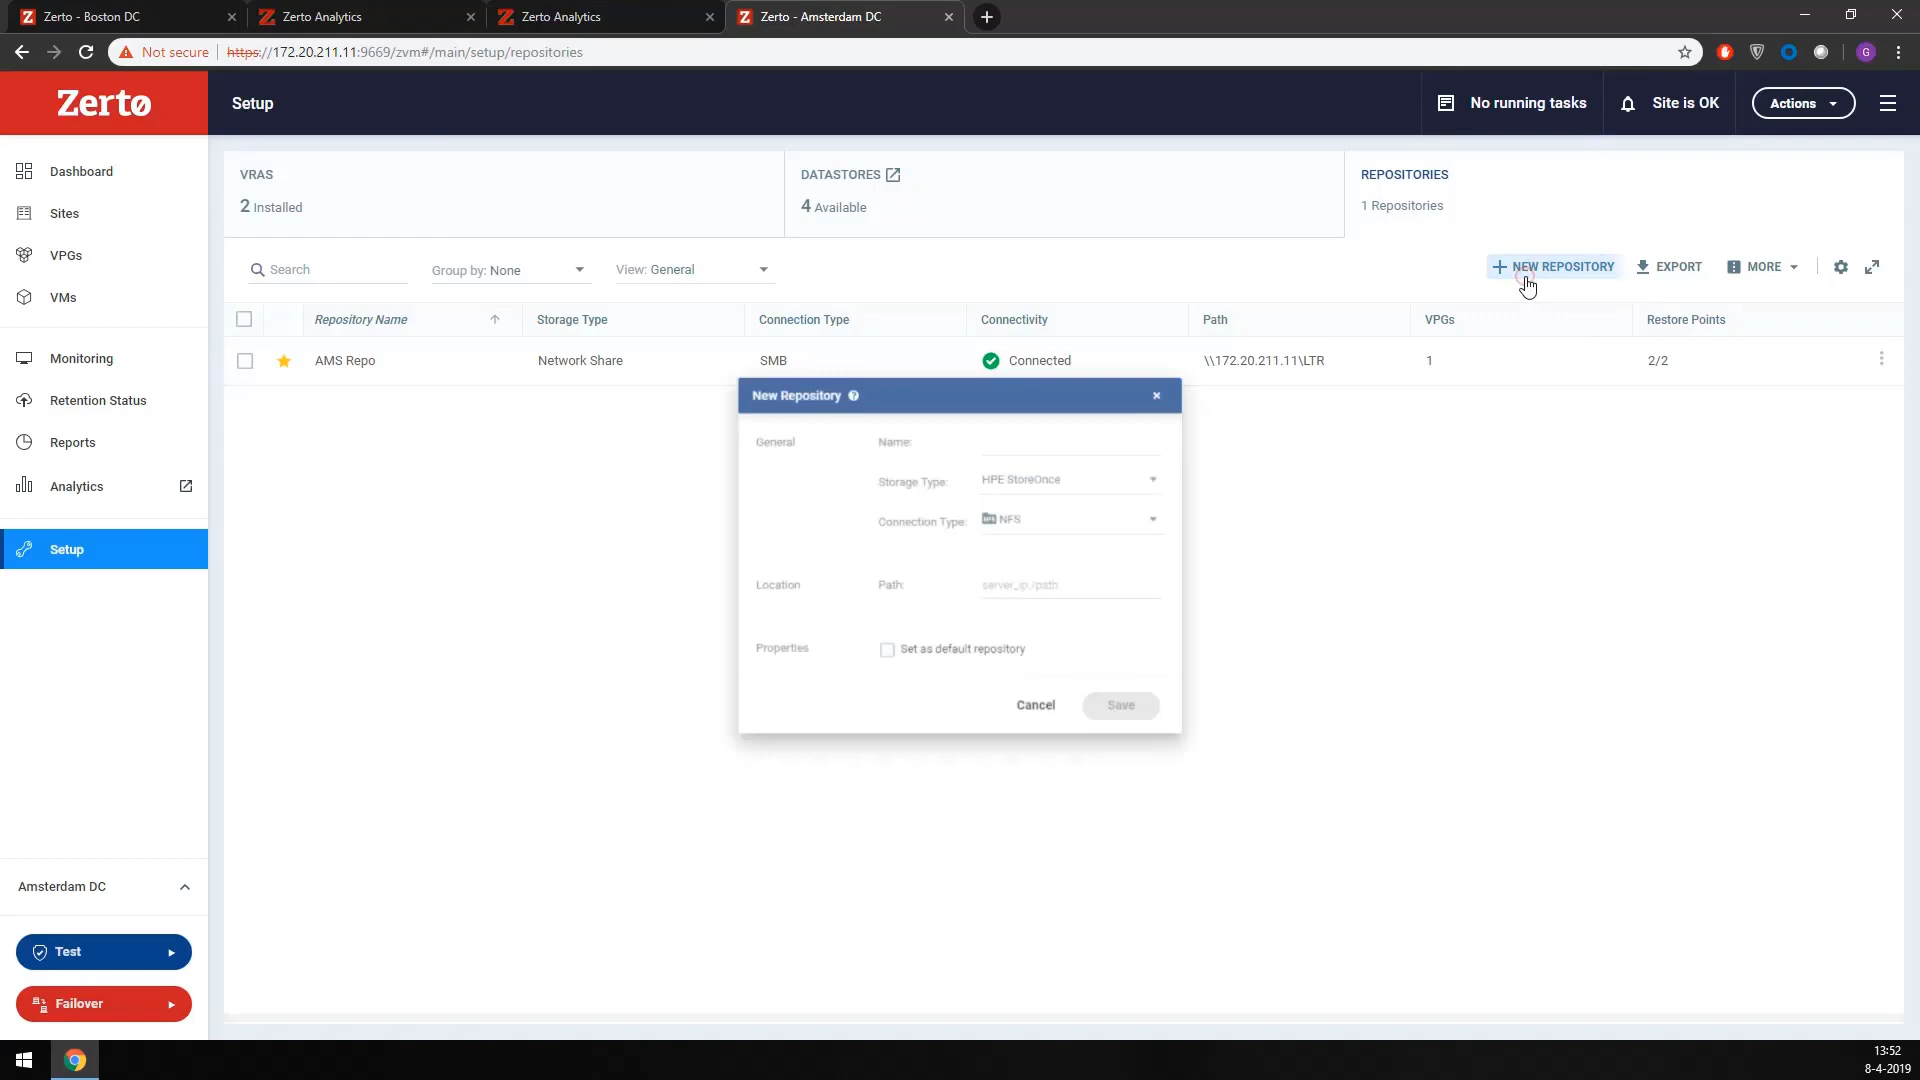 Zerto - Boston DC
Zerto Analytics
Zerto Analytics
Zerto - Amsterdam DC
Not secure
https://172.20.211.11:9669/zvm#/main/setup/repositories
G
Zerto
Setup
No running tasks
Site is OK
Actions
Dashboard
Sites
VPGs
VMs
Monitoring
Retention Status
Reports
Analytics
Setup
VRAS
2 Installed
DATASTORES
4 Available
REPOSITORIES
1 Repositories
Search
Group by: None
View: General
NEW REPOSITORY
EXPORT
MORE
Repository Name
Storage Type
Connection Type
Connectivity
Path
VPGs
Restore Points
AMS Repo
Network Share
SMB
Connected
\\172.20.211.11\LTR
1
2/2
New Repository
General
Name:
Storage Type:
HPE StoreOnce
Connection Type:
NFS
Location
Path:
server_ip:/path
Properties
Set as default repository
Cancel
Save
Amsterdam DC
Test
Failover
13:52
8-4-2019